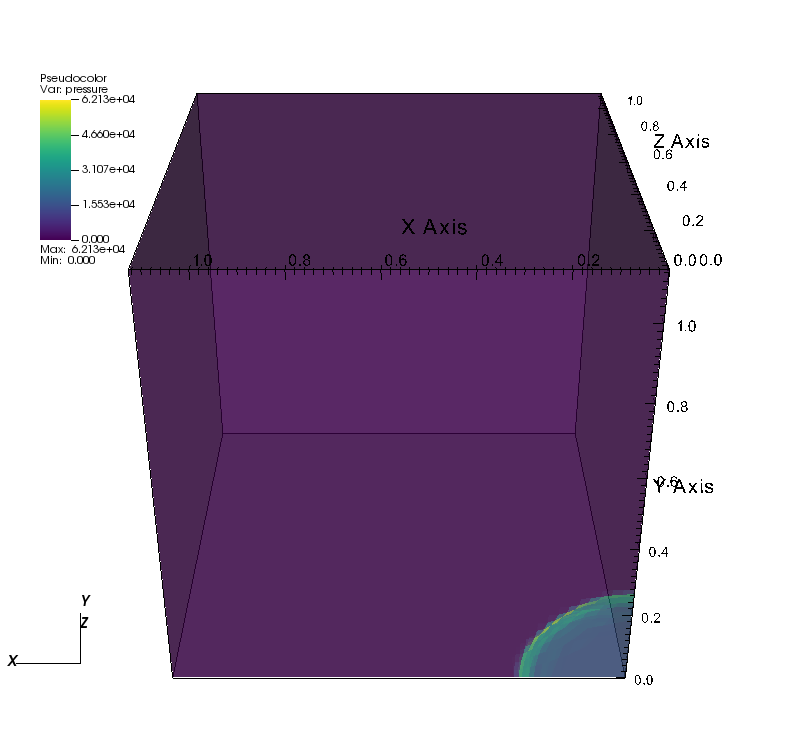 Pseudocolor
Var: pressure
6.213e+04
4.660e+04
3.107e+04
1.553e+04
0.000
Max: 6.213e+04
Min: 0.000
1.0
0.8
Z Axis
0.6
0.4
0.2
0.0
X Axis
1.0
0.8
0.6
0.4
0.2
0.0
1.0
0.8
0.6
Y Axis
0.4
0.2
0.0
Y
Z
X